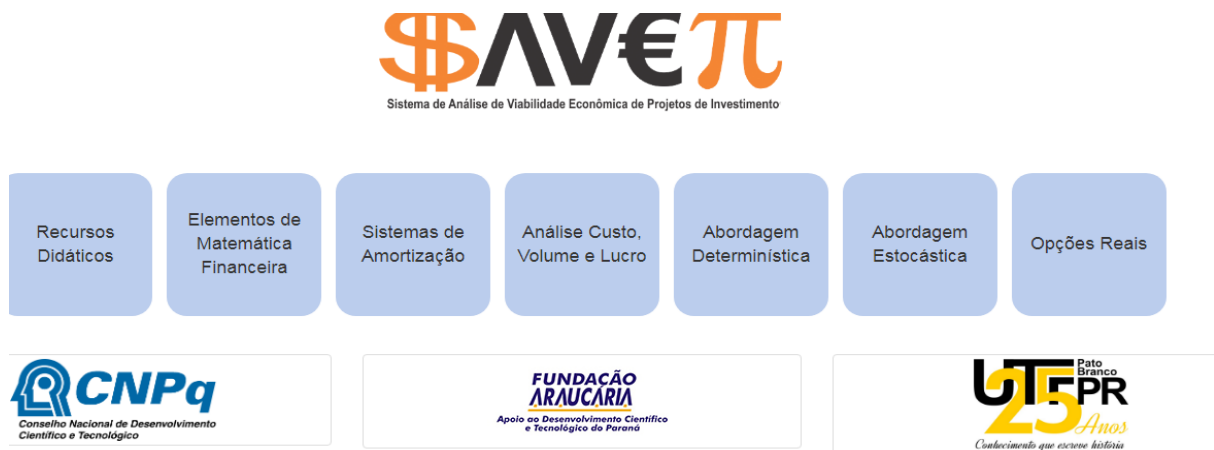 $AV€π
Sistema de Análise de Viabilidade Econômica de Projetos de Investimento
Recursos
Didáticos
Elementos de
Matemática
Financeira
Sistemas de
Amortização
Análise Custo,
Volume e Lucro
Abordagem
Determinística
Abordagem
Estocástica
Opções Reais
CNPq
Conselho Nacional de Desenvolvimento
Científico e Tecnológico
FUNDAÇÃO
ARAUCÁRIA
Apoio ao Desenvolvimento Científico
e Tecnológico do Paraná
Pato
Branco
UTFPR
25
Anos
Conhecimento que escreve história